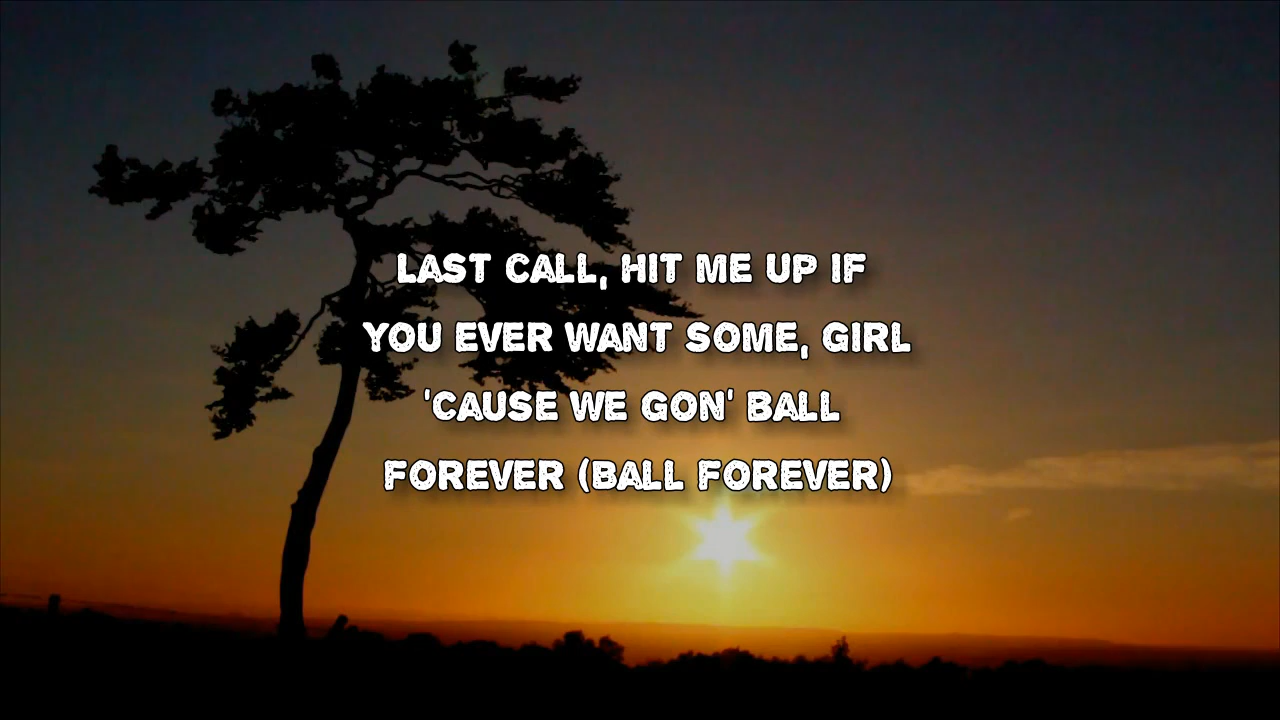 LAST CALL, HIT ME UP IF
YOU EVER WANT SOME, GIRL
'CAUSE WE GON' BALL
FOREVER (BALL FOREVER)